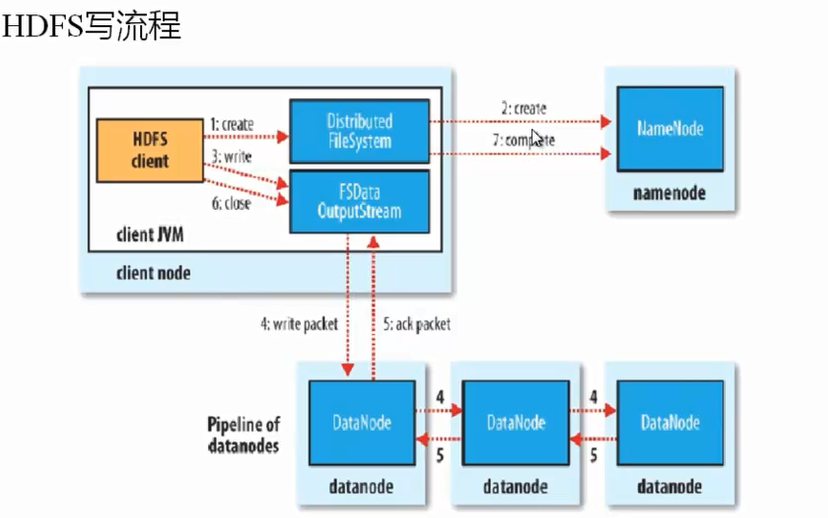 HDFS写流程
HDFS
client
1: create
3: write
6: close
Distributed
FileSystem
FSData
OutputStream
client JVM
client node
2: create
7: complete
NameNode
namenode
4: write packet
5: ack packet
Pipeline of
datanodes
DataNode
datanode
4
5
DataNode
datanode
4
5
DataNode
datanode